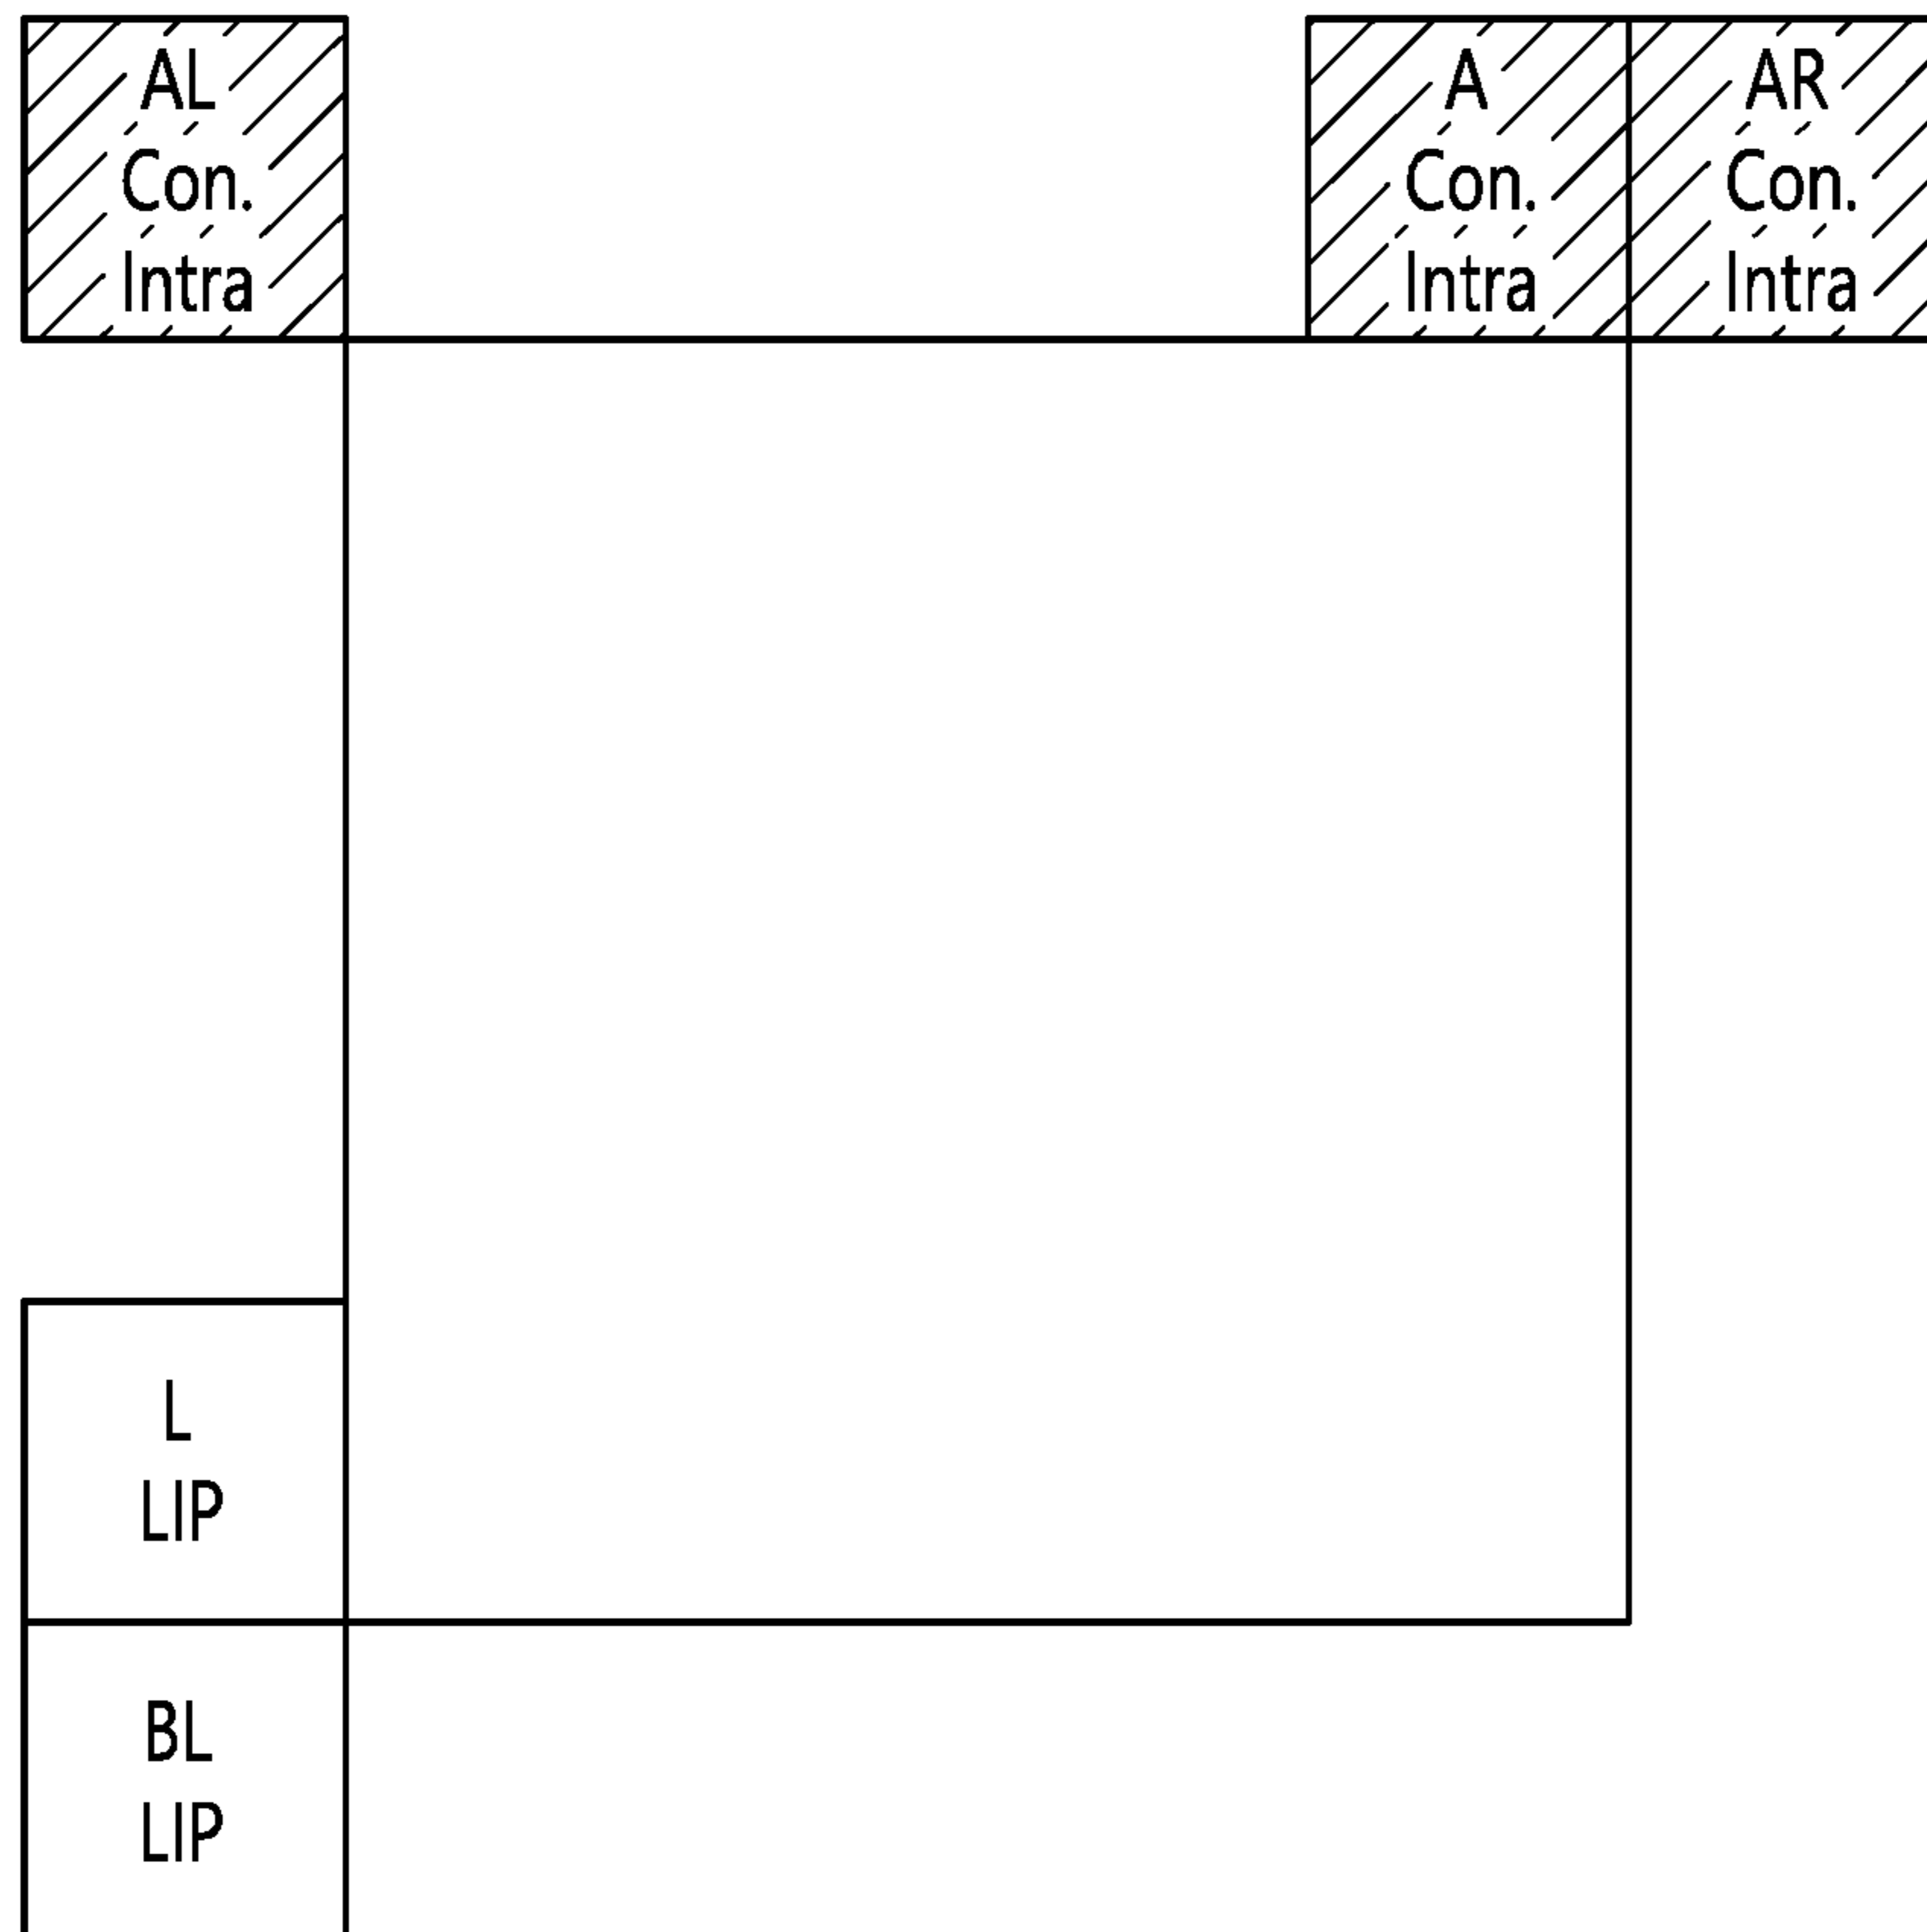 AL
Con.
Intra
A
Con.
Intra
AR
Con.
Intra
L
LIP
BL
LIP